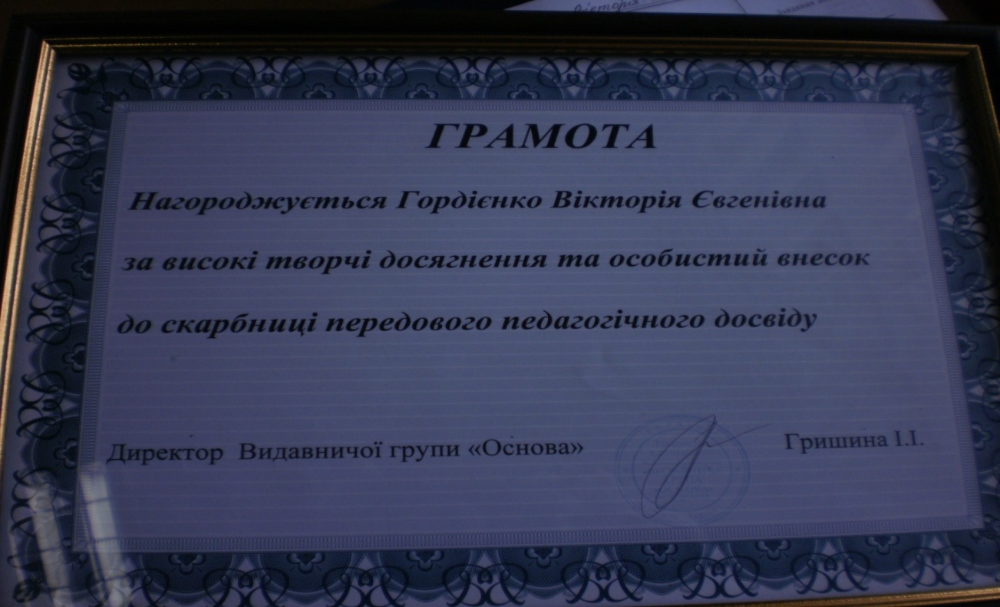 вікторія
ГРАМОТА
Нагороджується Гордієнко Вікторія Євгенівна
за високі творчі досягнення та особистий внесок
до скарбниці передового педагогічного досвіду
Директор Видавничої групи «Основа»
Гришина І.І.